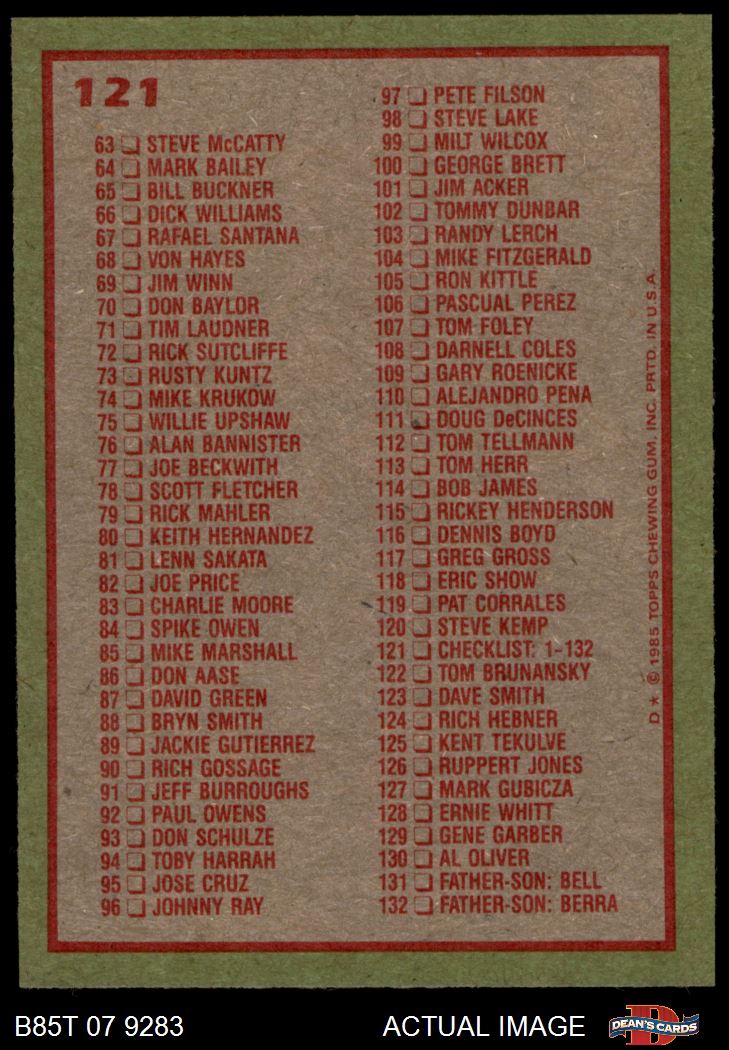 121
63 STEVE McCATTY
64 MARK BAILEY
65 BILL BUCKNER
66 DICK WILLIAMS
67 RAFAEL SANTANA
68 VON HAYES
69 JIM WINN
70 DON BAYLOR
71 TIM LAUDNER
72 RICK SUTCLIFFE
73 RUSTY KUNTZ
74 MIKE KRUKOW
75 WILLIE UPSHAW
76 ALAN BANNISTER
77 JOE BECKWITH
78 SCOTT FLETCHER
79 RICK MAHLER
80 KEITH HERNANDEZ
81 LENN SAKATA
82 JOE PRICE
83 CHARLIE MOORE
84 SPIKE OWEN
85 MIKE MARSHALL
86 DON AASE
87 DAVID GREEN
88 BRYN SMITH
89 JACKIE GUTIERREZ
90 RICH GOSSAGE
91 JEFF BURROUGHS
92 PAUL OWENS
93 DON SCHULZE
94 TOBY HARRAH
95 JOSE CRUZ
96 JOHNNY RAY
97 PETE FILSON
98 STEVE LAKE
99 MILT WILCOX
100 GEORGE BRETT
101 JIM ACKER
102 TOMMY DUNBAR
103 RANDY LERCH
104 MIKE FITZGERALD
105 RON KITTLE
106 PASCUAL PEREZ
107 TOM FOLEY
108 DARNELL COLES
109 GARY ROENICKE
110 ALEJANDRO PENA
111 DOUG DeCINCES
112 TOM TELLMANN
113 TOM HERR
114 BOB JAMES
115 RICKEY HENDERSON
116 DENNIS BOYD
117 GREG GROSS
118 ERIC SHOW
119 PAT CORRALES
120 STEVE KEMP
121 CHECKLIST: 1-132
122 TOM BRUNANSKY
123 DAVE SMITH
124 RICH HEBNER
125 KENT TEKULVE
126 RUPPERT JONES
127 MARK GUBICZA
128 ERNIE WHITT
129 GENE GARBER
130 AL OLIVER
131 FATHER-SON: BELL
132 FATHER-SON: BERRA
D★ © 1985 TOPPS CHEWING GUM, INC. PRTD. IN U.S.A.
B85T 07 9283
ACTUAL IMAGE
DEAN'S CARDS